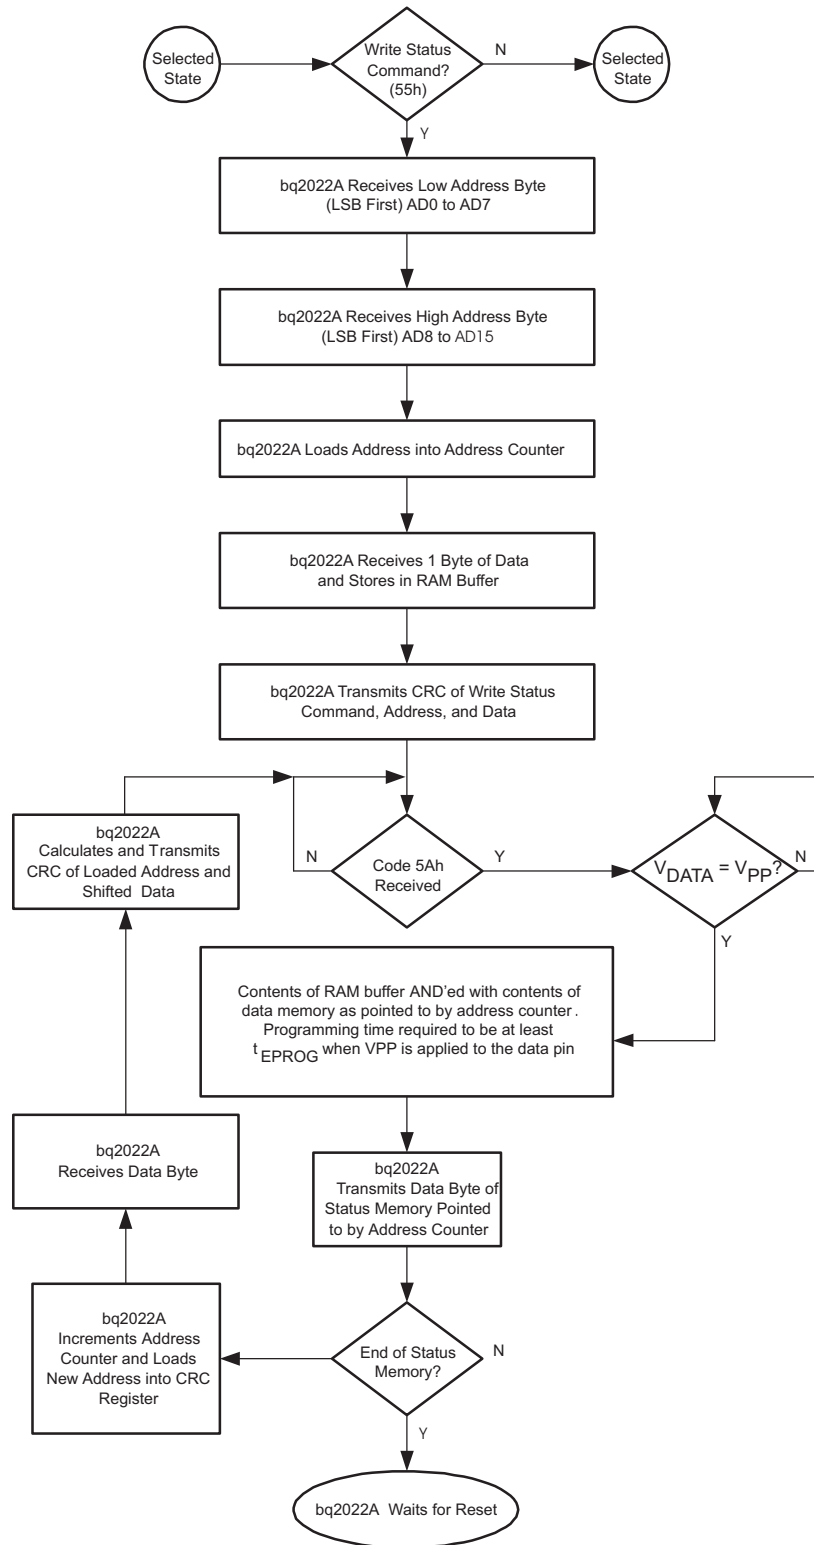 Selected
State
Write Status
Command?
(55h)
N
Selected
State
Y
bq2022A Receives Low Address Byte
(LSB First) AD0 to AD7
bq2022A Receives High Address Byte
(LSB First) AD8 to AD15
bq2022A Loads Address into Address Counter
bq2022A Receives 1 Byte of Data
and Stores in RAM Buffer
bq2022A Transmits CRC of Write Status
Command, Address, and Data
bq2022A
Calculates and Transmits
CRC of Loaded Address and
Shifted Data
N
Code 5Ah
Received
Y
VDATA = VPP?
N
Y
Contents of RAM buffer AND'ed with contents of
data memory as pointed to by address counter.
Programming time required to be at least
tEPROG when VPP is applied to the data pin
bq2022A
Receives Data Byte
bq2022A
Transmits Data Byte of
Status Memory Pointed
to by Address Counter
bq2022A
Increments Address
Counter and Loads
New Address into CRC
Register
End of Status
Memory?
N
Y
bq2022A Waits for Reset